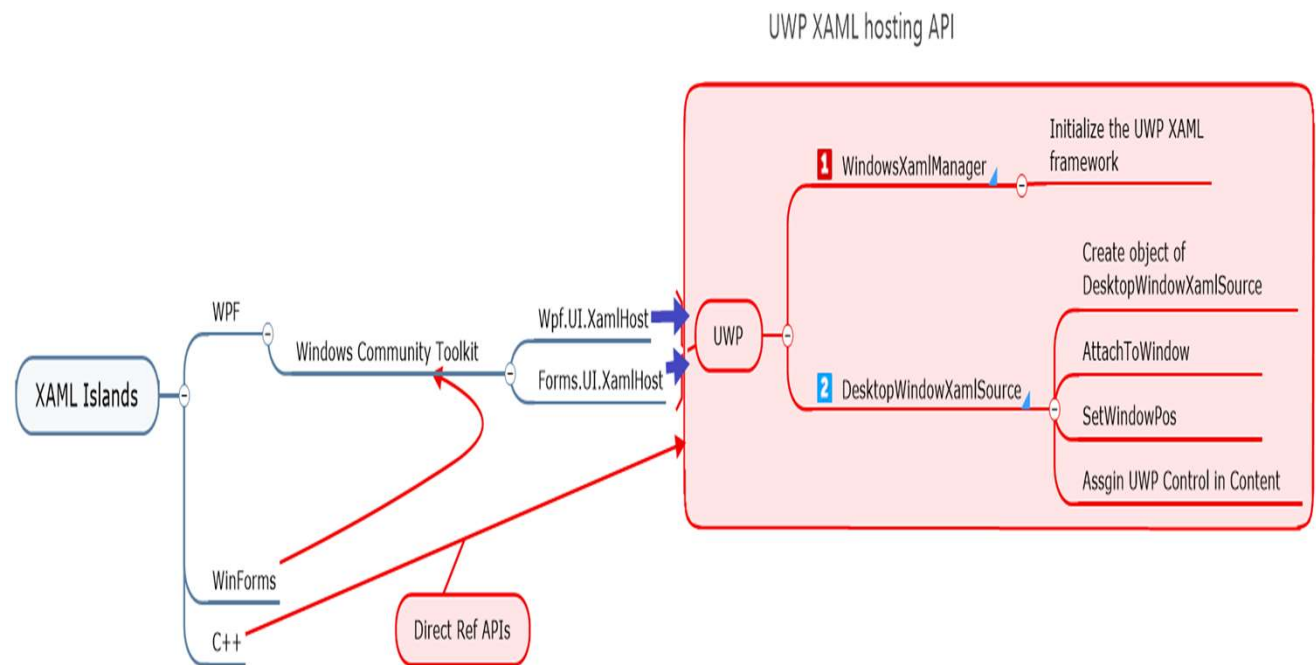 UWP XAML hosting API
XAML Islands
WPF
Windows Community Toolkit
Wpf.UI.XamlHost
Forms.UI.XamlHost
WinForms
C++
Direct Ref APIs
UWP
1 WindowsXamlManager
Initialize the UWP XAML
framework
2 DesktopWindowXamlSource
Create object of
DesktopWindowXamlSource
AttachToWindow
SetWindowPos
Assgin UWP Control in Content